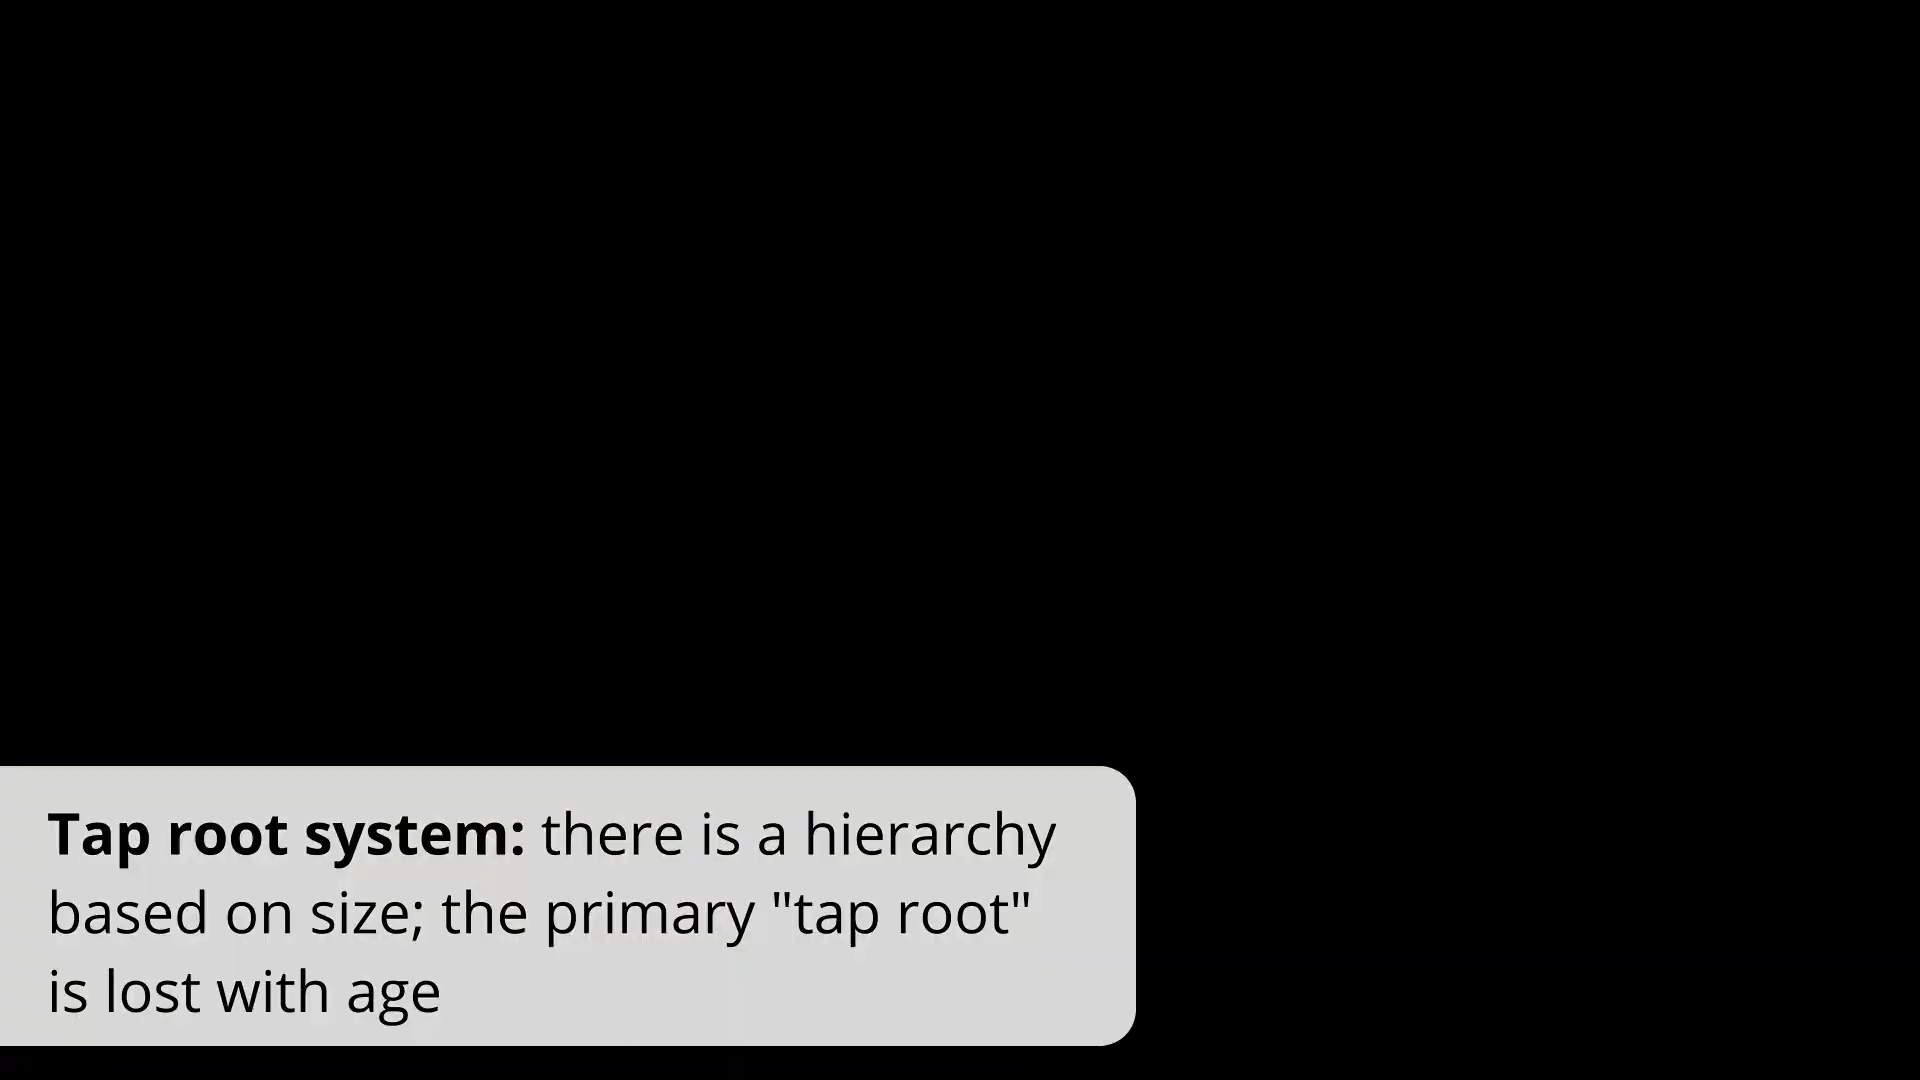 Tap root system: there is a hierarchy
based on size; the primary "tap root"
is lost with age